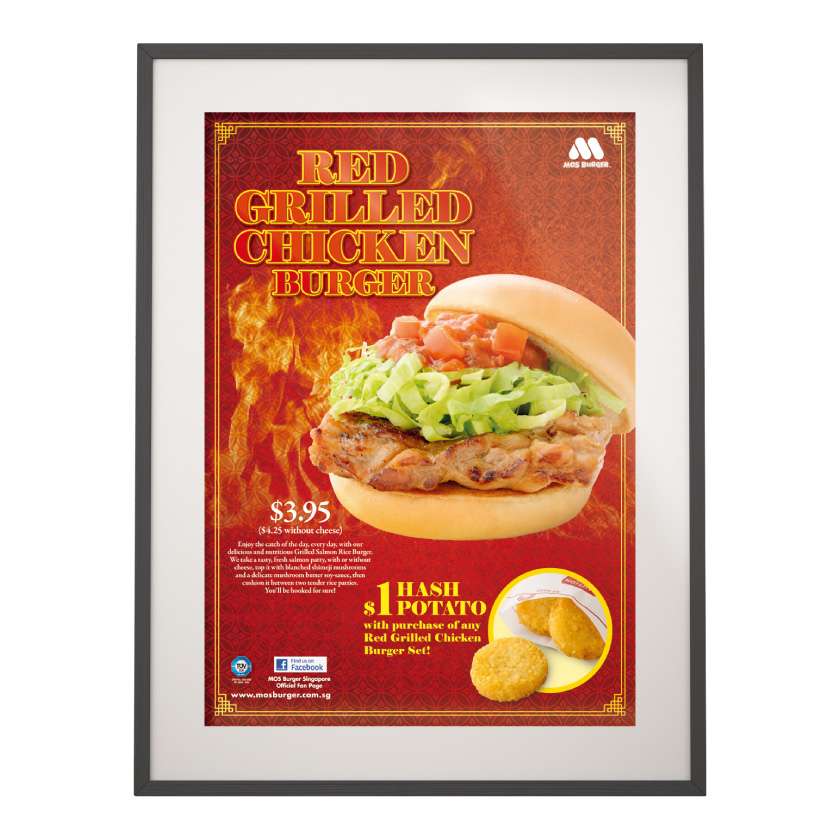 MOS BURGER.
RED
GRILLED
CHICKEN
BURGER
$3.95
($4.25 without cheese)
Enjoy the catch of the day, every day, with our
delicious and nutritious Grilled Salmon Rice Burger.
We take a tasty, fresh salmon patty, with or without
cheese, top it with blanched shimeji mushrooms
and a delicate mushroom butter soy-sauce, then
cushion it between two tender rice patties.
You'll be hooked for sure!
$1 HASH
POTATO
with purchase of any
Red Grilled Chicken
Burger Set!
TÜV
Find us on
Facebook
MOS Burger Singapore
Official Fan Page
www.mosburger.com.sg